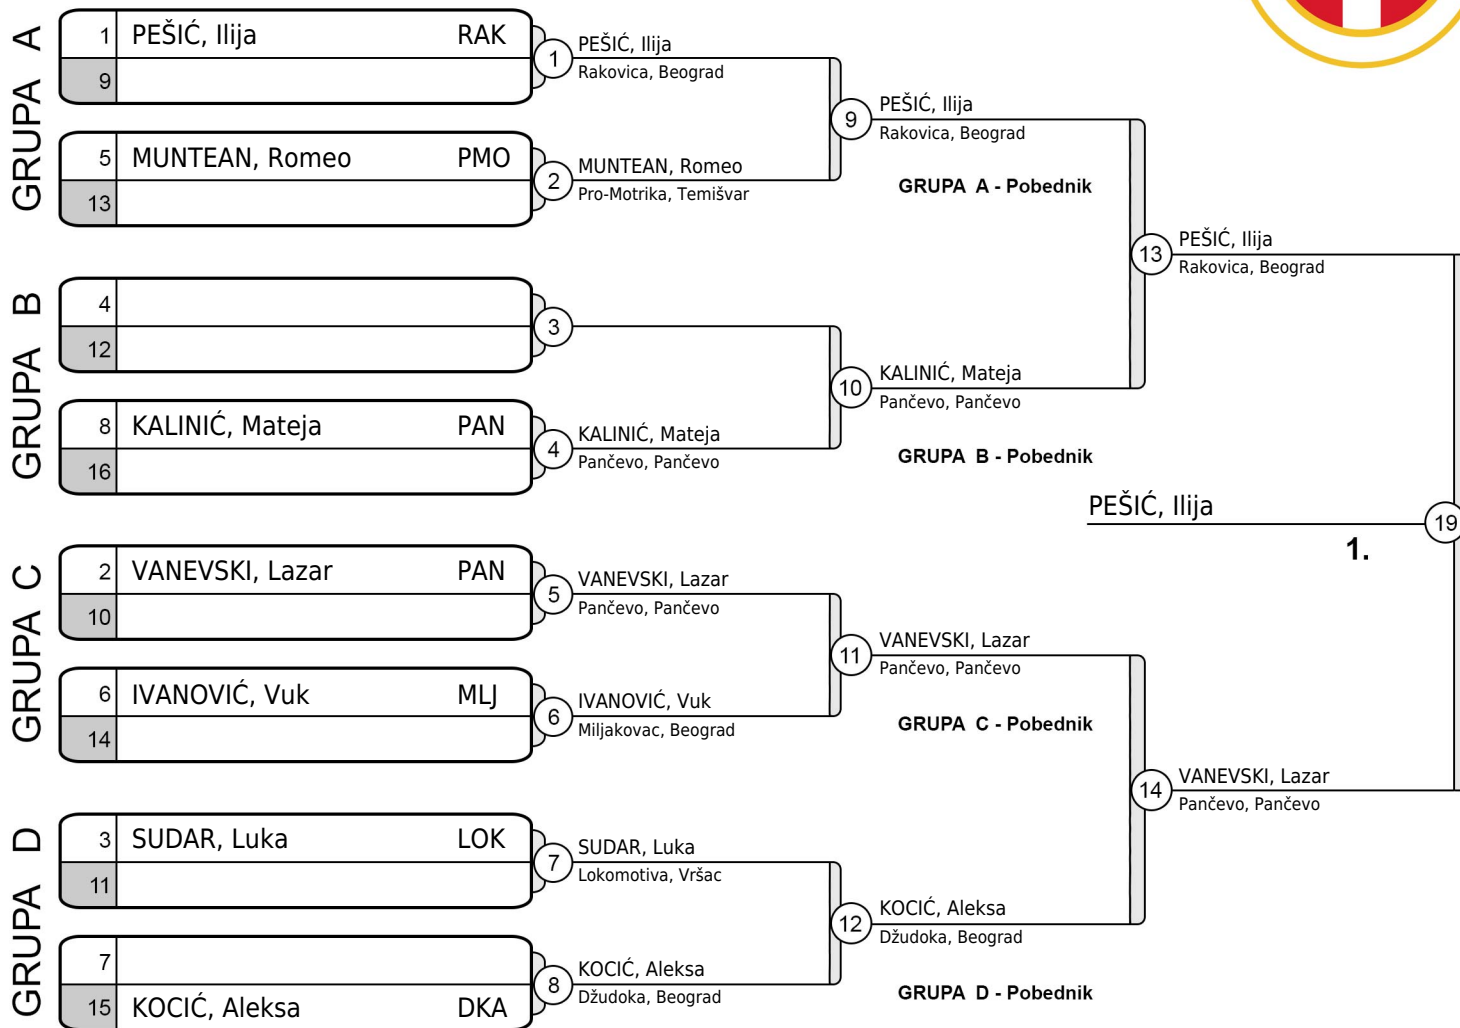 GRUPA A
1 PEŠIĆ, Ilija RAK
9
5 MUNTEAN, Romeo PMO
13
1 PEŠIĆ, Ilija
Rakovica, Beograd
2 MUNTEAN, Romeo
Pro-Motrika, Temišvar
9 PEŠIĆ, Ilija
Rakovica, Beograd
GRUPA A - Pobednik
GRUPA B
4
12
8 KALINIĆ, Mateja PAN
16
3
4 KALINIĆ, Mateja
Pančevo, Pančevo
10 KALINIĆ, Mateja
Pančevo, Pančevo
GRUPA B - Pobednik
13 PEŠIĆ, Ilija
Rakovica, Beograd
PEŠIĆ, Ilija 19
1.
GRUPA C
2 VANEVSKI, Lazar PAN
10
6 IVANOVIĆ, Vuk MLJ
14
5 VANEVSKI, Lazar
Pančevo, Pančevo
6 IVANOVIĆ, Vuk
Miljakovac, Beograd
11 VANEVSKI, Lazar
Pančevo, Pančevo
GRUPA C - Pobednik
GRUPA D
3 SUDAR, Luka LOK
11
7
15 KOCIĆ, Aleksa DKA
7 SUDAR, Luka
Lokomotiva, Vršac
8 KOCIĆ, Aleksa
Džudoka, Beograd
12 KOCIĆ, Aleksa
Džudoka, Beograd
GRUPA D - Pobednik
14 VANEVSKI, Lazar
Pančevo, Pančevo